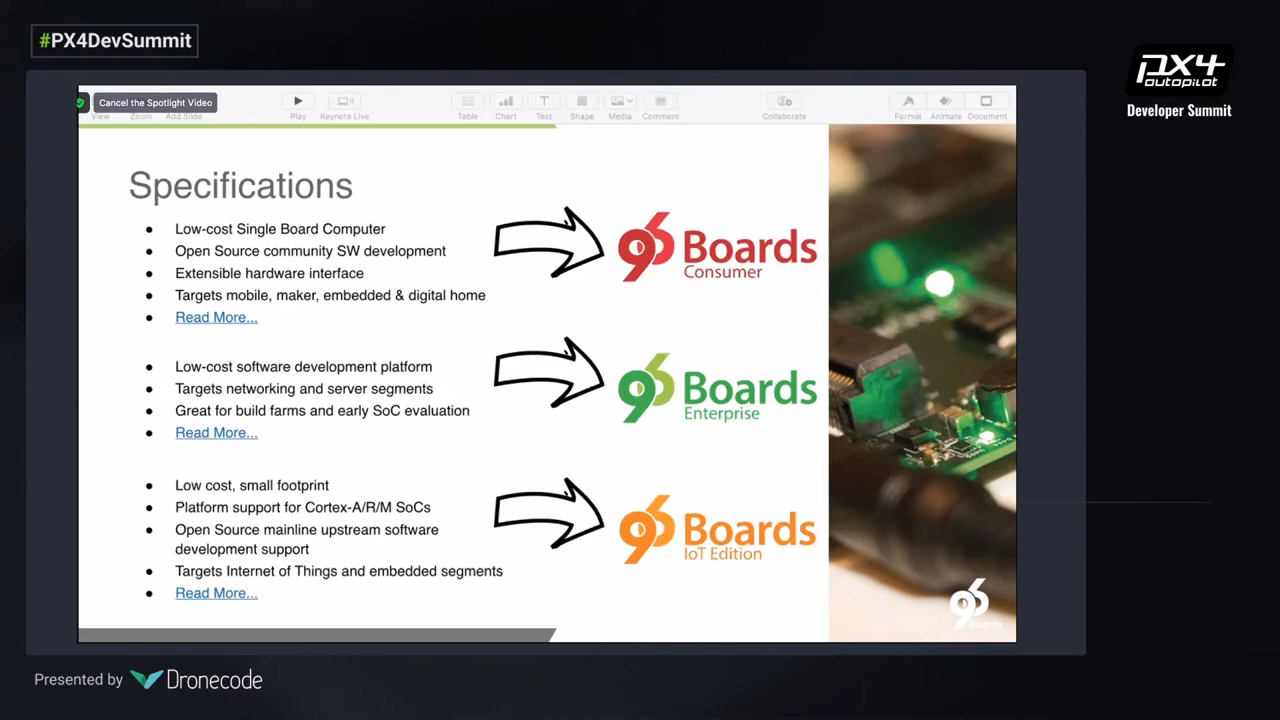 #PX4DevSummit
px4
autopilot
Developer Summit
Cancel the Spotlight Video
View
Zoom
Add Slide
Play
Keynote Live
Table
Chart
Text
Shape
Media
Comment
Collaborate
Format
Animate
Document
Specifications
• Low-cost Single Board Computer
• Open Source community SW development
• Extensible hardware interface
• Targets mobile, maker, embedded & digital home
• Read More...
96 Boards
Consumer
• Low-cost software development platform
• Targets networking and server segments
• Great for build farms and early SoC evaluation
• Read More...
96 Boards
Enterprise
• Low cost, small footprint
• Platform support for Cortex-A/R/M SoCs
• Open Source mainline upstream software
development support
• Targets Internet of Things and embedded segments
• Read More...
96 Boards
IoT Edition
96
Boards
Presented by Dronecode